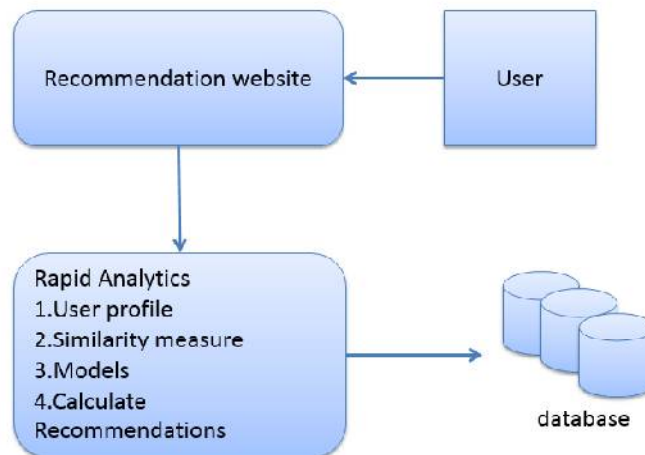 Recommendation website
User
Rapid Analytics
1.User profile
2.Similarity measure
3.Models
4.Calculate
Recommendations
database